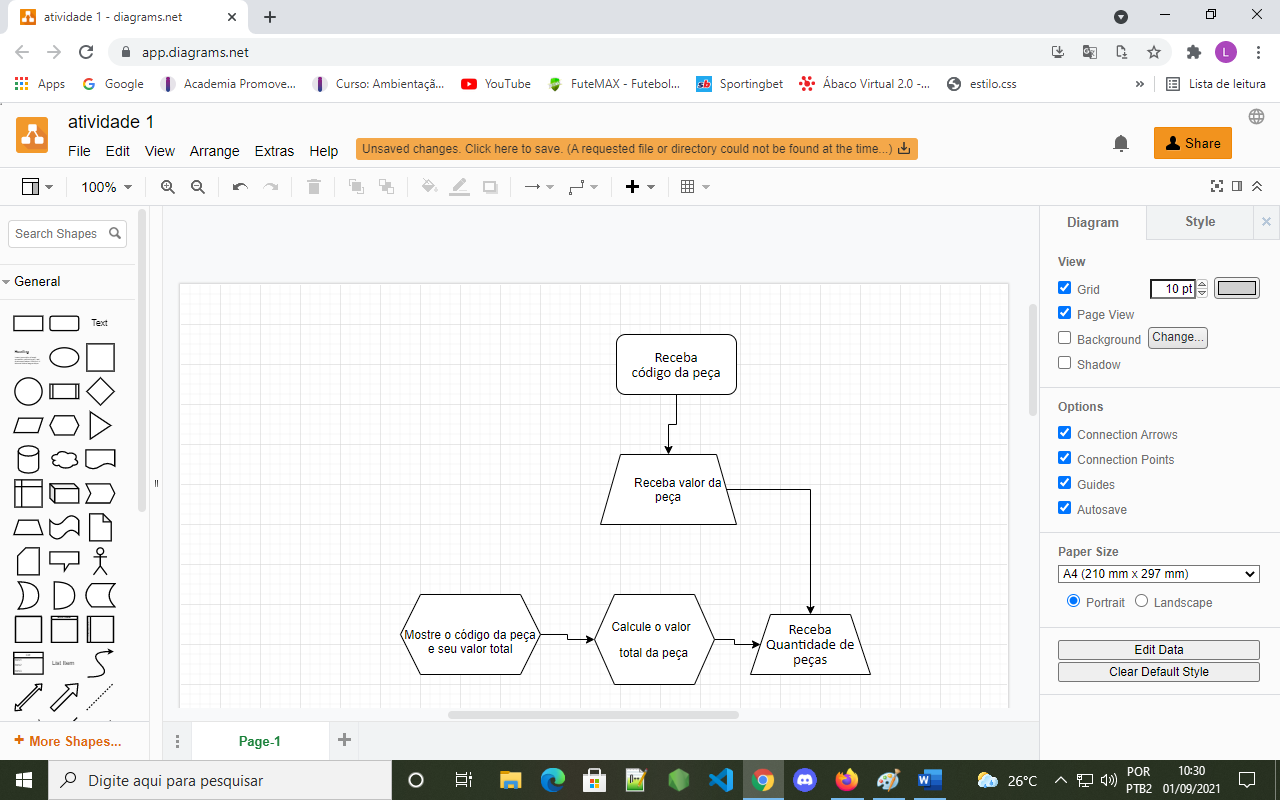 atividade 1 - diagrams.net
app.diagrams.net
L
Apps
Google
Academia Promove...
Curso: Ambientaçã...
YouTube
FuteMAX - Futebol...
sb
Sportingbet
Ábaco Virtual 2.0 -...
estilo.css
»
Lista de leitura
atividade 1
File Edit View Arrange Extras Help
Unsaved changes. Click here to save. (A requested file or directory could not be found at the time...)
Share
100%
Search Shapes
General
Text
Heading
List Item
+ More Shapes...
Receba
código da peça
Receba valor da
peça
Mostre o código da peça
e seu valor total
Calcule o valor
total da peça
Receba
Quantidade de
peças
Page-1
Diagram
Style
View
Grid
10 pt
Page View
Background
Change...
Shadow
Options
Connection Arrows
Connection Points
Guides
Autosave
Paper Size
A4 (210 mm x 297 mm)
Portrait
Landscape
Edit Data
Clear Default Style
Digite aqui para pesquisar
26°C
POR
PTB2
10:30
01/09/2021